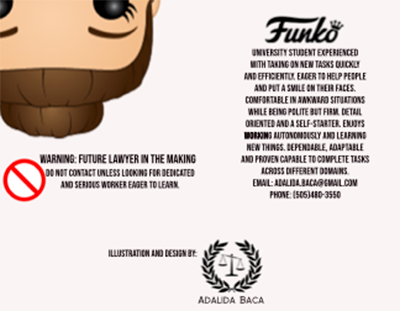 Funko
UNIVERSITY STUDENT EXPERIENCED
WITH TAKING ON NEW TASKS QUICKLY
AND EFFICIENTLY. EAGER TO HELP PEOPLE
AND PUT A SMILE ON THEIR FACES.
COMFORTABLE IN AWKWARD SITUATIONS
WHILE BEING POLITE BUT FIRM. DETAIL
ORIENTED AND A SELF-STARTER. ENJOYS
WORKING AUTONOMOUSLY AND LEARNING
NEW THINGS. DEPENDABLE, ADAPTABLE
AND PROVEN CAPABLE TO COMPLETE TASKS
ACROSS DIFFERENT DOMAINS.
EMAIL: ADALIDA.BACA@GMAIL.COM
PHONE: (505)480-3550
WARNING: FUTURE LAWYER IN THE MAKING
DO NOT CONTACT UNLESS LOOKING FOR DEDICATED
AND SERIOUS WORKER EAGER TO LEARN.
ILLUSTRATION AND DESIGN BY:
ADALIDA BACA